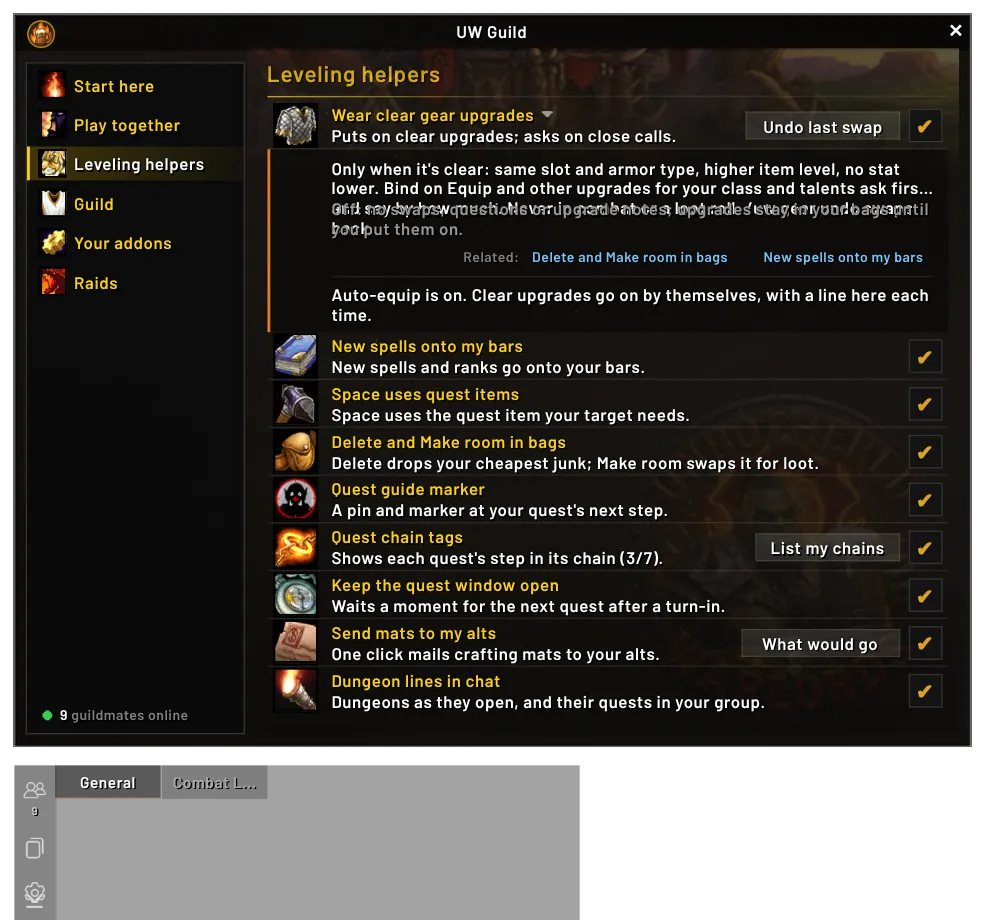 UW Guild
Start here
Play together
Leveling helpers
Guild
Your addons
Raids
9 guildmates online
Leveling helpers
Wear clear gear upgrades
Puts on clear upgrades; asks on close calls.
Undo last swap
Only when it's clear: same slot and armor type, higher item level, no stat
lower. Bind on Equip and other upgrades for your class and talents ask firs...
you put them on.
Related: Delete and Make room in bags New spells onto my bars
Auto-equip is on. Clear upgrades go on by themselves, with a line here each
time.
New spells onto my bars
New spells and ranks go onto your bars.
Space uses quest items
Space uses the quest item your target needs.
Delete and Make room in bags
Delete drops your cheapest junk; Make room swaps it for loot.
Quest guide marker
A pin and marker at your quest's next step.
Quest chain tags
Shows each quest's step in its chain (3/7).
List my chains
Keep the quest window open
Waits a moment for the next quest after a turn-in.
Send mats to my alts
One click mails crafting mats to your alts.
What would go
Dungeon lines in chat
Dungeons as they open, and their quests in your group.
General
Combat L...
9